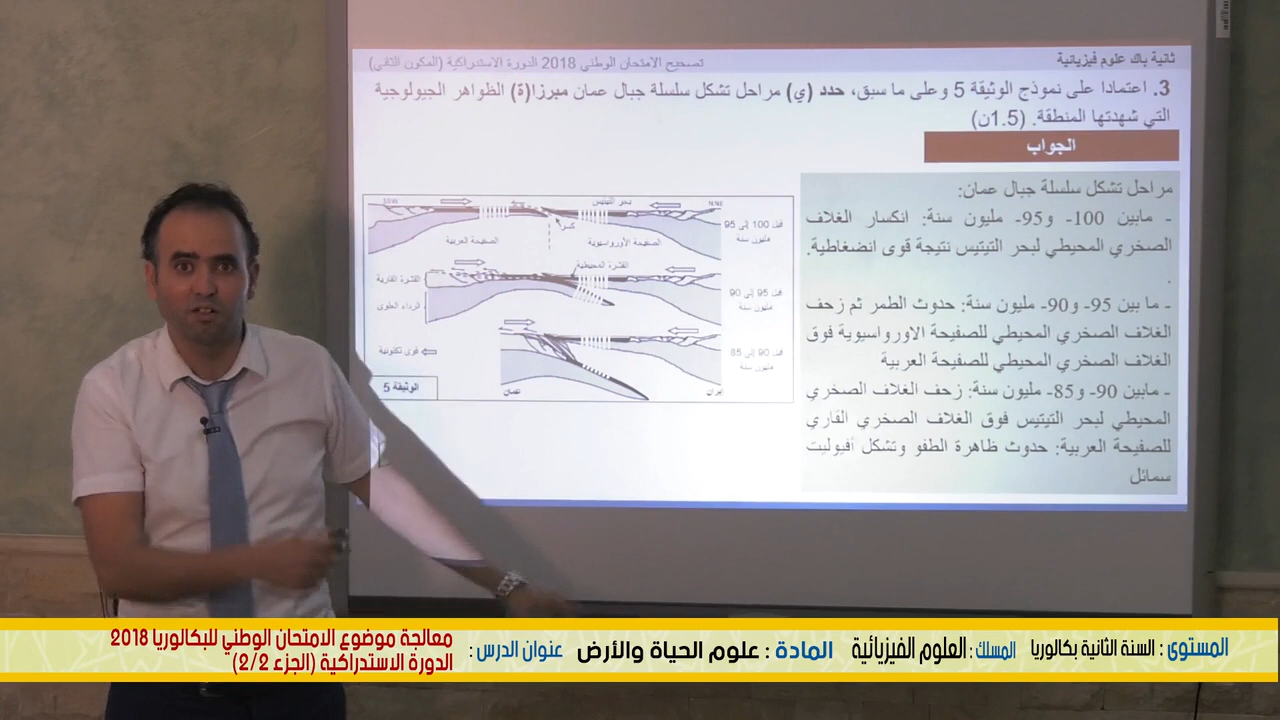 ثانية باك علوم فيزيائية
تصحيح الامتحان الوطني 2018 الدورة الاستدراكية (المكون الثاني)
3. اعتمادا على نموذج الوثيقة 5 وعلى ما سبق، حدد (ي) مراحل تشكل سلسلة جبال عمان مبرزا(ة) الظواهر الجيولوجية
التي شهدتها المنطقة. (1.5ن)
الجواب
مراحل تشكل سلسلة جبال عمان:
- مابين 100- و95- مليون سنة: انكسار الغلاف
الصخري المحيطي لبحر التيتيس نتيجة قوى انضغاطية.
.
- ما بين 95- و90- مليون سنة: حدوث الطمر ثم زحف
الغلاف الصخري المحيطي للصفيحة الاورواسيوية فوق
الغلاف الصخري المحيطي للصفيحة العربية
- مابين 90- و85- مليون سنة: زحف الغلاف الصخري
المحيطي لبحر التيتيس فوق الغلاف الصخري القاري
للصفيحة العربية: حدوث ظاهرة الطفو وتشكل أفيوليت
سمائل
NNE
بحر التيتيس
SSW
قبل 100 إلى 95
مليون سنة
كسر
الصفيحة الأورواسيوية
الصفيحة العربية
القشرة المحيطية
القشرة القارية
قبل 95 إلى 90
مليون سنة
الرداء العلوي
قبل 90 إلى 85
مليون سنة
قوى تكتونية
الوثيقة 5
عمان
إيران
المستوى : السنة الثانية بكالوريا
المسلك : العلوم الفيزيائية
المادة : علوم الحياة والأرض
عنوان الدرس :
معالجة موضوع الامتحان الوطني للبكالوريا 2018
الدورة الاستدراكية (الجزء 2/2)